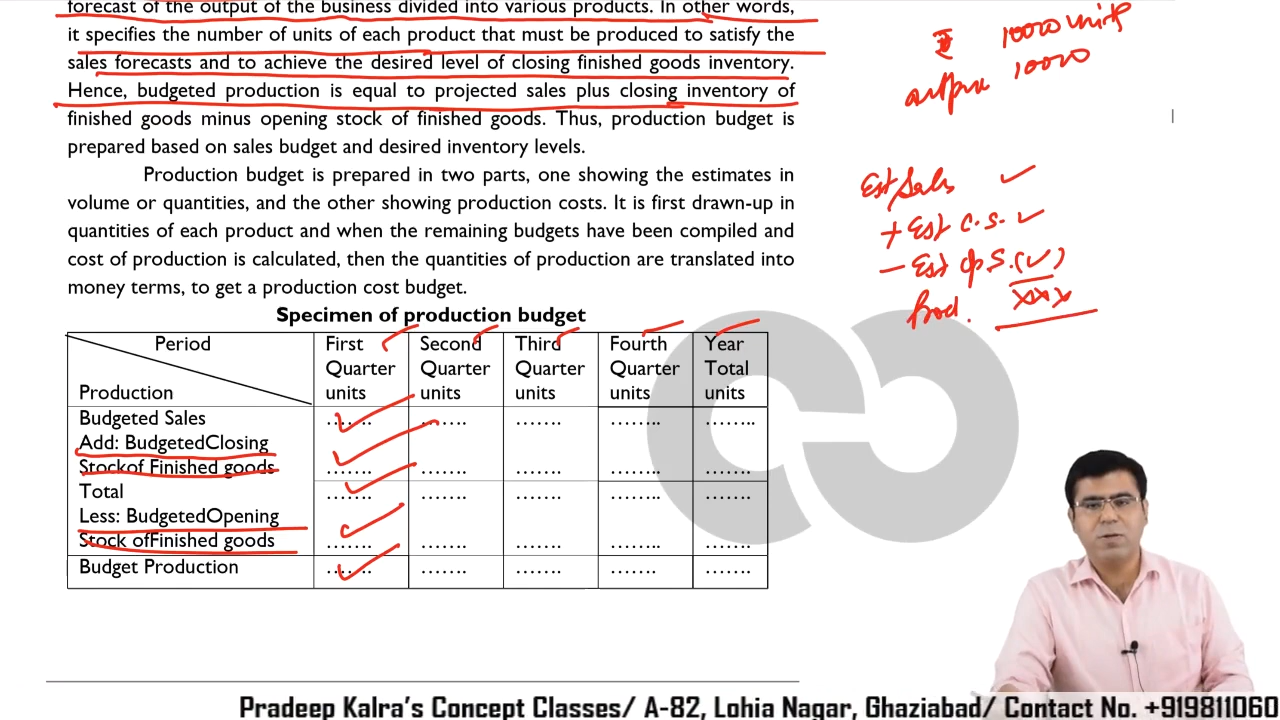 forecast of the output of the business divided into various products. In other words,
it specifies the number of units of each product that must be produced to satisfy the
sales forecasts and to achieve the desired level of closing finished goods inventory.
Hence, budgeted production is equal to projected sales plus closing inventory of
finished goods minus opening stock of finished goods. Thus, production budget is
prepared based on sales budget and desired inventory levels.
Production budget is prepared in two parts, one showing the estimates in
volume or quantities, and the other showing production costs. It is first drawn-up in
quantities of each product and when the remaining budgets have been compiled and
cost of production is calculated, then the quantities of production are translated into
money terms, to get a production cost budget.
Specimen of production budget
Period
Production
First Quarter units
Second Quarter units
Third Quarter units
Fourth Quarter units
Year Total units
Budgeted Sales ....... ....... ....... ........ ........
Add: BudgetedClosing
Stockof Finished goods ....... ....... ....... ........ .......
Total ....... ....... ....... ........ .......
Less: BudgetedOpening
Stock ofFinished goods ....... ....... ....... ........ .......
Budget Production ....... ....... ....... ....... .......
10000 units
10000
Est Sales
+ Est C.S.
- Est Op S.
Prod. xxx
Pradeep Kalra's Concept Classes/ A-82, Lohia Nagar, Ghaziabad/ Contact No. +919811060